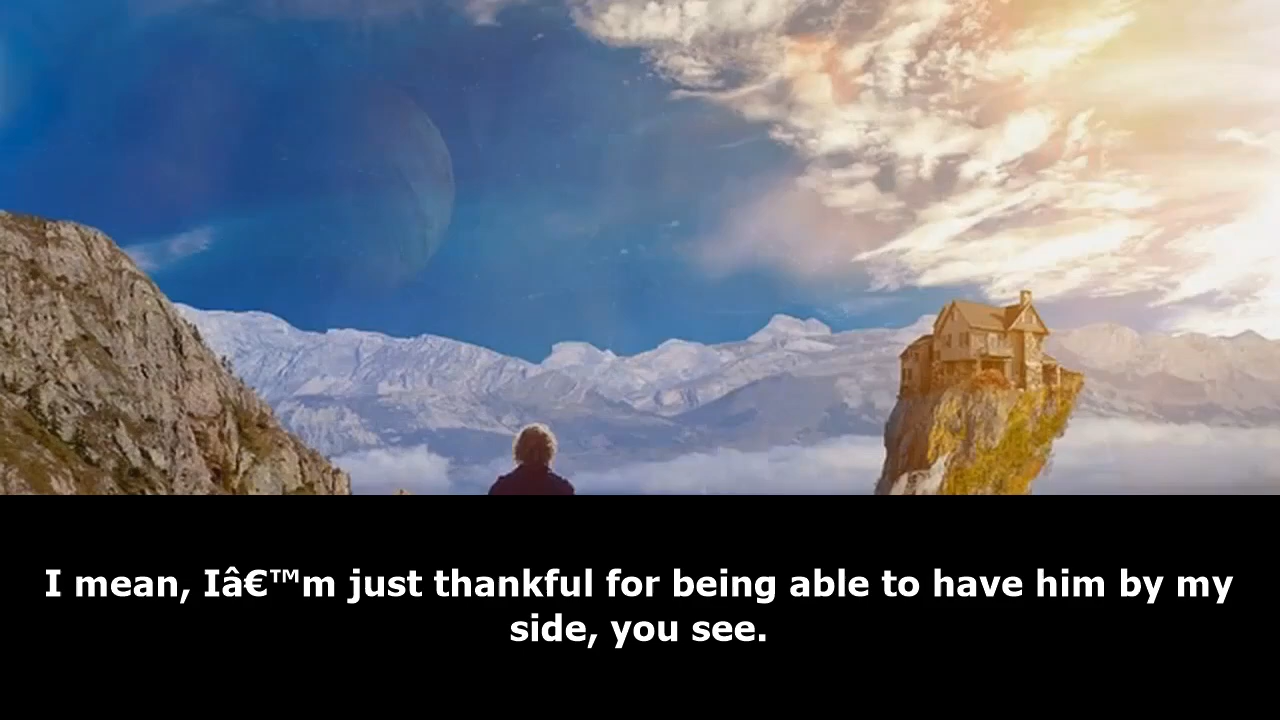 I mean, Iâ€™m just thankful for being able to have him by my
side, you see.